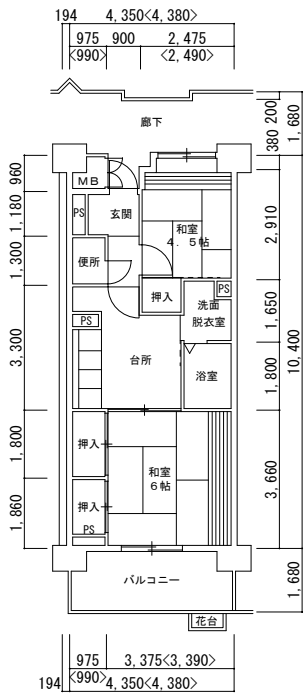 194 4,350<4,380>
975 900 2,475
<990> <2,490>
廊下
380 200
1,680
960
1,180
1,300
3,300
1,800
1,860
MB
PS
玄関
和室
4.5帖
便所
押入
PS
洗面
脱衣室
PS
台所
浴室
押入
和室
6帖
押入
PS
バルコニー
花台
2,910
1,650
1,800
3,660
10,400
1,680
975 3,375<3,390>
<990>
194 4,350<4,380>